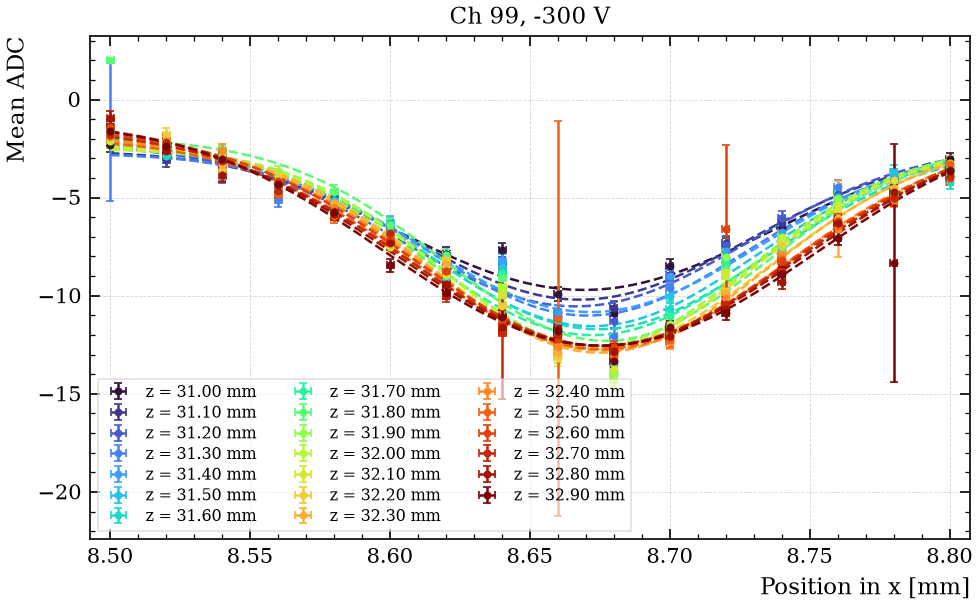 Ch 99, -300 V
Mean ADC
0
−5
−10
−15
−20
z = 31.00 mm
z = 31.10 mm
z = 31.20 mm
z = 31.30 mm
z = 31.40 mm
z = 31.50 mm
z = 31.60 mm
z = 31.70 mm
z = 31.80 mm
z = 31.90 mm
z = 32.00 mm
z = 32.10 mm
z = 32.20 mm
z = 32.30 mm
z = 32.40 mm
z = 32.50 mm
z = 32.60 mm
z = 32.70 mm
z = 32.80 mm
z = 32.90 mm
8.50 8.55 8.60 8.65 8.70 8.75 8.80
Position in x [mm]